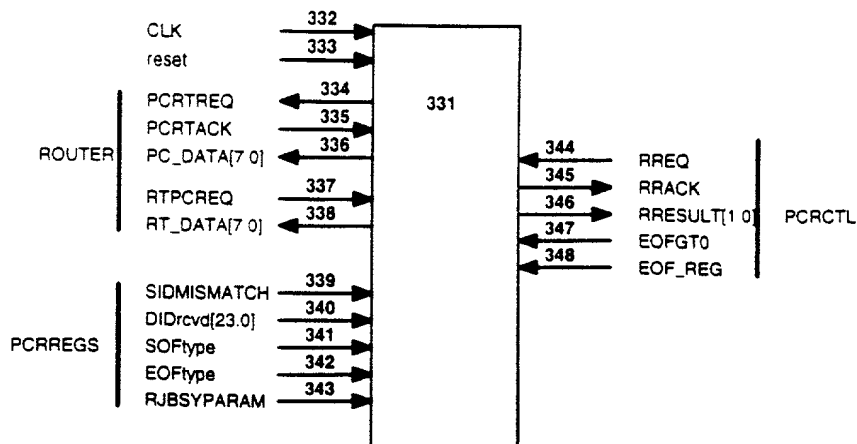 CLK 332
reset 333
PCRTREQ 334 331
PCRTACK 335
ROUTER PC_DATA[7 0] 336
RTPCREQ 337
RT_DATA[7 0] 338
344 RREQ
345 RRACK
346 RRESULT[1 0] PCRCTL
347 EOFGT0
348 EOF_REG
SIDMISMATCH 339
DIDrcvd[23.0] 340
PCRREGS SOFtype 341
EOFtype 342
RJBSYPARAM 343